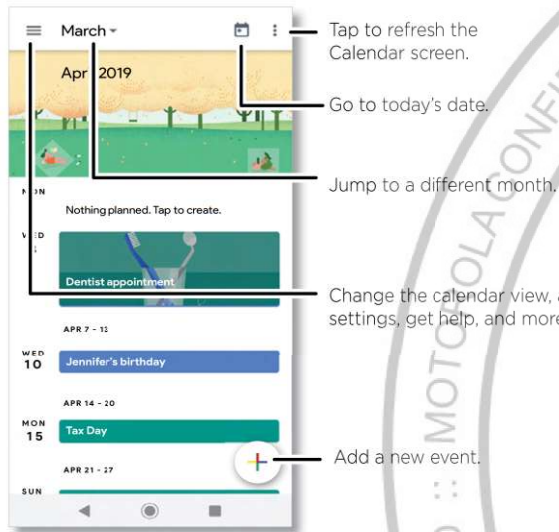 March
Apr 2019
Tap to refresh the
Calendar screen.
Go to today's date.
Jump to a different month.
Nothing planned. Tap to create.
Dentist appointment
Change the calendar view,
settings, get help, and more
APR 7 - 13
WED
10
Jennifer's birthday
APR 14 - 20
MON
15
Tax Day
Add a new event.
APR 21 - 27
SUN
:: MOTOROLA CONF